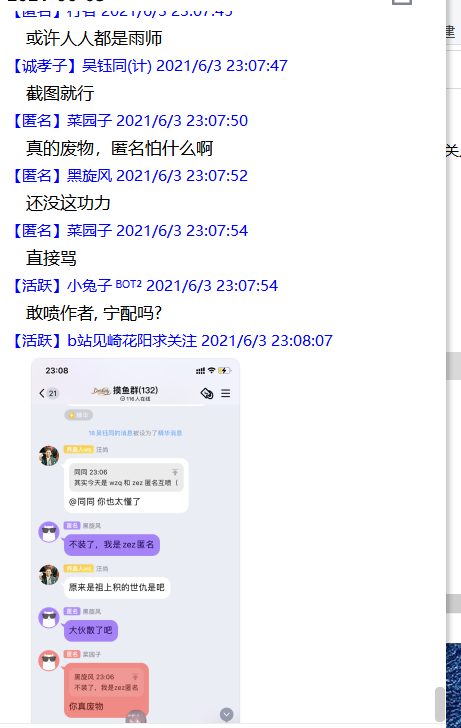 【匿名】行者 2021/6/3 23:07:45
或许人人都是雨师
【诚孝子】吴钰同(计) 2021/6/3 23:07:47
截图就行
【匿名】菜园子 2021/6/3 23:07:50
真的废物，匿名怕什么啊
【匿名】黑旋风 2021/6/3 23:07:52
还没这功力
【匿名】菜园子 2021/6/3 23:07:54
直接骂
【活跃】小兔子 BOT2 2021/6/3 23:07:54
敢喷作者, 宁配吗?
【活跃】b站见崎花阳求关注 2021/6/3 23:08:07
23:08
21
摸鱼群(132)
116人在线
18吴钰同的消息被设为了精华消息
汪尚
同同 23:06
其实今天是 wzq 和 zez 匿名互喷（
@同同 你也太懂了
匿名 黑旋风
不装了，我是zez匿名
汪尚
原来是祖上积的世仇是吧
匿名 黑旋风
大伙散了吧
匿名 菜园子
黑旋风 23:06
不装了，我是zez匿名
你真废物
建
关